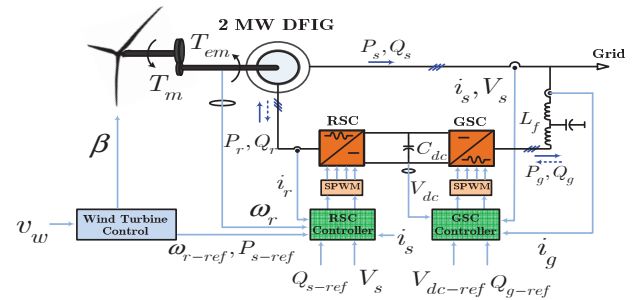 2 MW DFIG
T_em
T_m
P_s, Q_s
Grid
i_s, V_s
P_r, Q_r
RSC
GSC
C_dc
L_f
P_g, Q_g
β
i_r
SPWM
V_dc
SPWM
ω_r
v_w
Wind Turbine
Control
RSC
Controller
GSC
Controller
i_s
i_g
ω_r−ref, P_s−ref
Q_s−ref
V_s
V_dc−ref
Q_g−ref